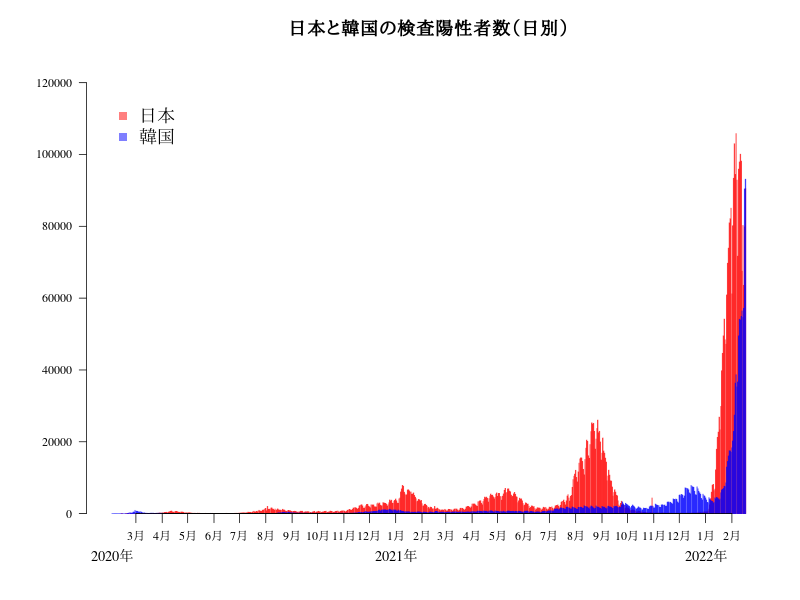 日本と韓国の検査陽性者数(日別)
120000
100000
80000
60000
40000
20000
0
日本
韓国
3月 4月 5月 6月 7月 8月 9月 10月 11月 12月 1月 2月 3月 4月 5月 6月 7月 8月 9月 10月 11月 12月 1月 2月
2020年 2021年 2022年